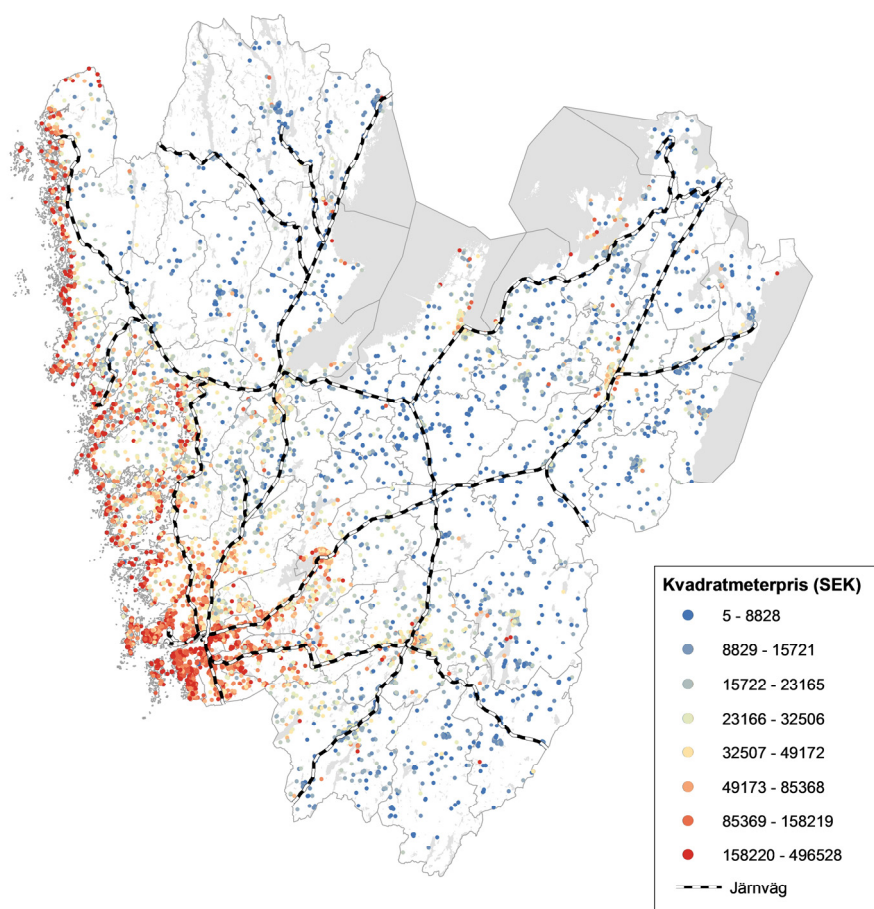 Kvadratmeterpris (SEK)
5 - 8828
8829 - 15721
15722 - 23165
23166 - 32506
32507 - 49172
49173 - 85368
85369 - 158219
158220 - 496528
Järnväg